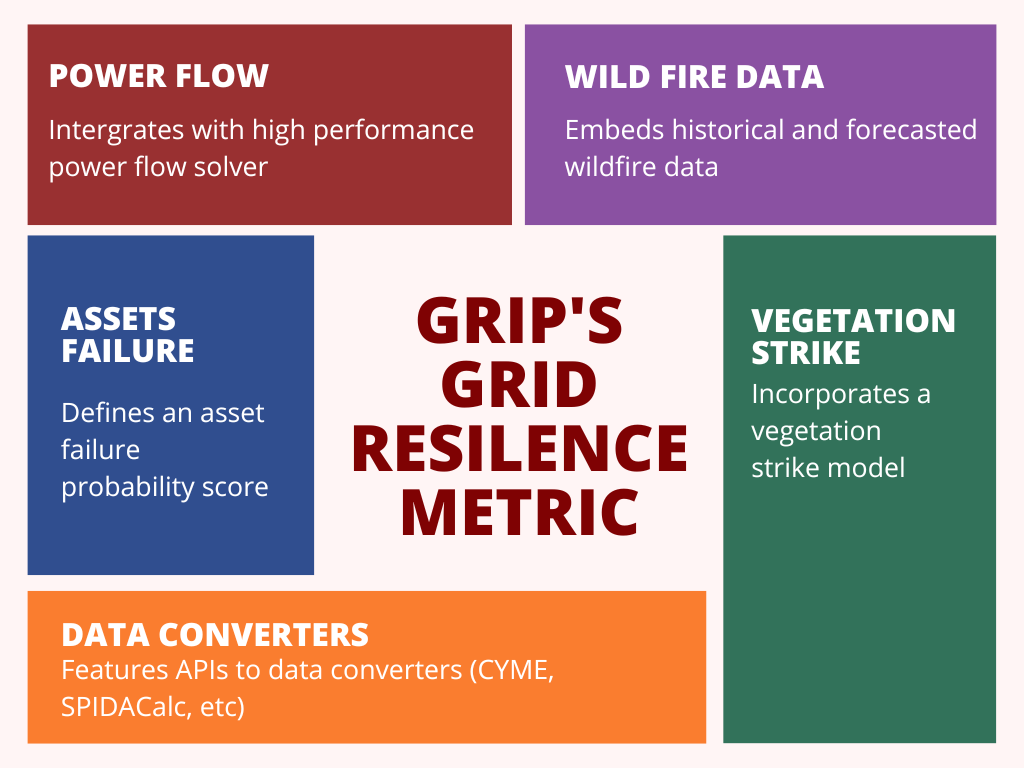 POWER FLOW
Intergrates with high performance
power flow solver
WILD FIRE DATA
Embeds historical and forecasted
wildfire data
ASSETS
FAILURE
Defines an asset
failure
probability score
GRIP'S
GRID
RESILENCE
METRIC
VEGETATION
STRIKE
Incorporates a
vegetation
strike model
DATA CONVERTERS
Features APIs to data converters (CYME,
SPIDACalc, etc)